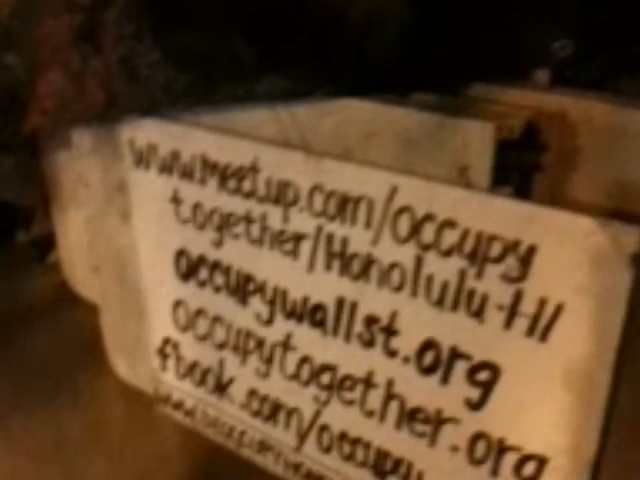 www.meetup.com/occupy
together/Honolulu-HI
occupywallst.org
occupytogether.org
fbook.com/occupy